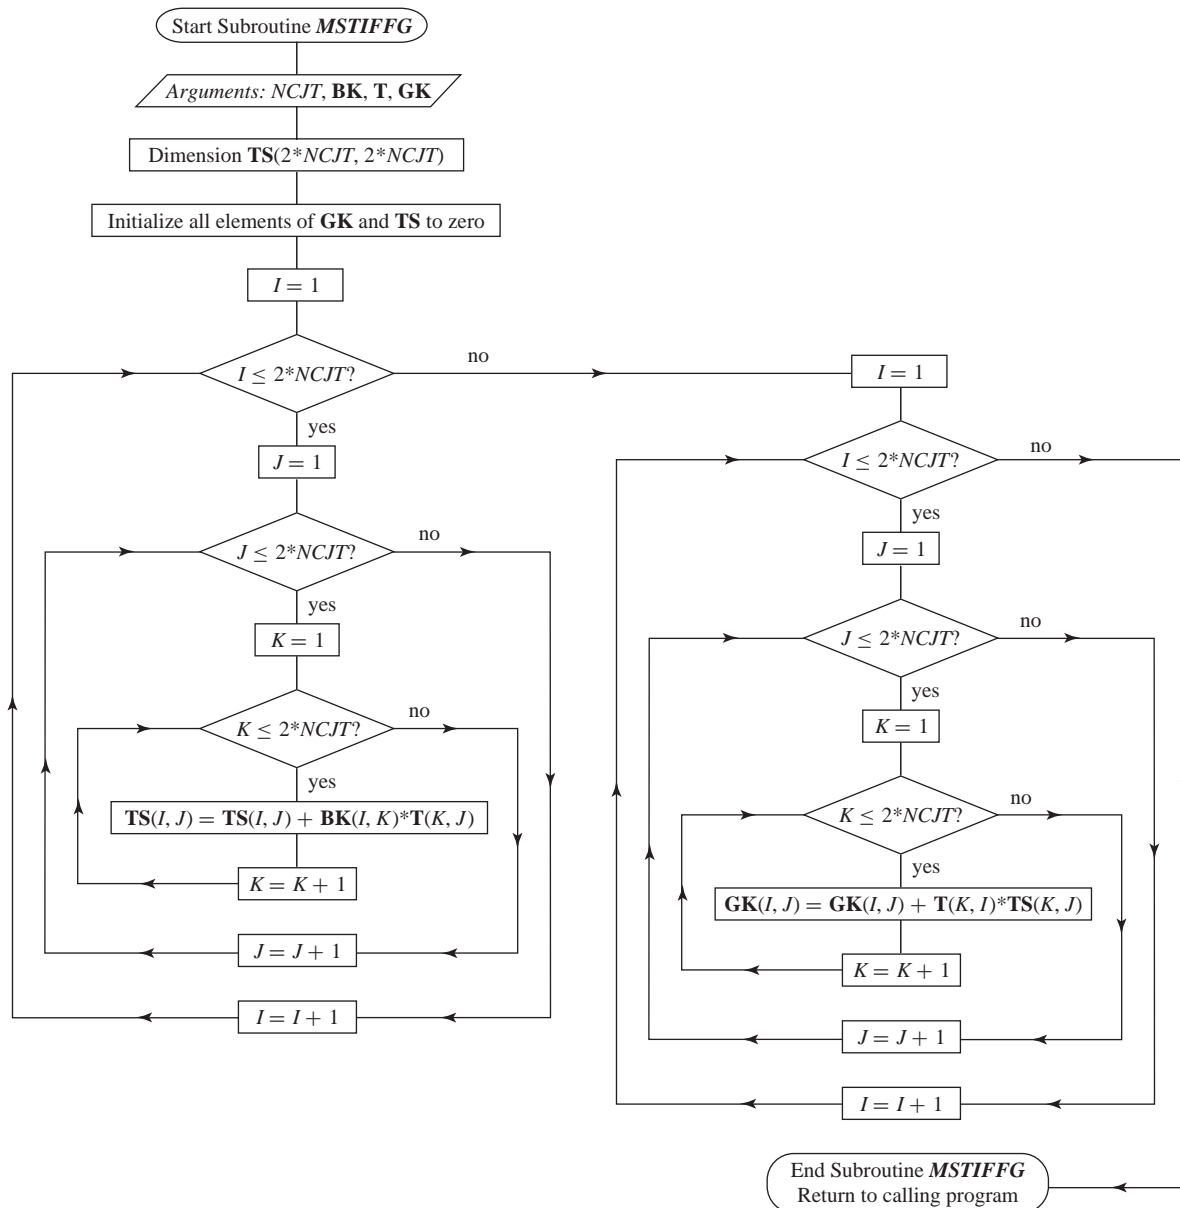 Start Subroutine MSTIFFG
Arguments: NCJT, BK, T, GK
Dimension TS(2*NCJT, 2*NCJT)
Initialize all elements of GK and TS to zero
I = 1
I ≤ 2*NCJT?
no
yes
J = 1
J ≤ 2*NCJT?
no
yes
K = 1
K ≤ 2*NCJT?
no
yes
TS(I, J) = TS(I, J) + BK(I, K)*T(K, J)
K = K + 1
J = J + 1
I = I + 1
I = 1
I ≤ 2*NCJT?
no
yes
J = 1
J ≤ 2*NCJT?
no
yes
K = 1
K ≤ 2*NCJT?
no
yes
GK(I, J) = GK(I, J) + T(K, I)*TS(K, J)
K = K + 1
J = J + 1
I = I + 1
End Subroutine MSTIFFG
Return to calling program